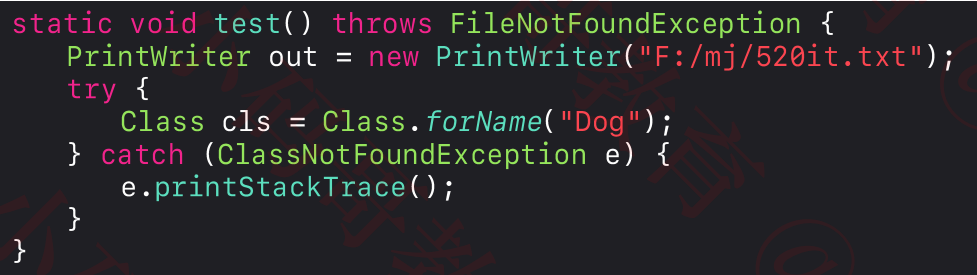 static void test() throws FileNotFoundException {
    PrintWriter out = new PrintWriter("F:/mj/520it.txt");
    try {
        Class cls = Class.forName("Dog");
    } catch (ClassNotFoundException e) {
        e.printStackTrace();
    }
}